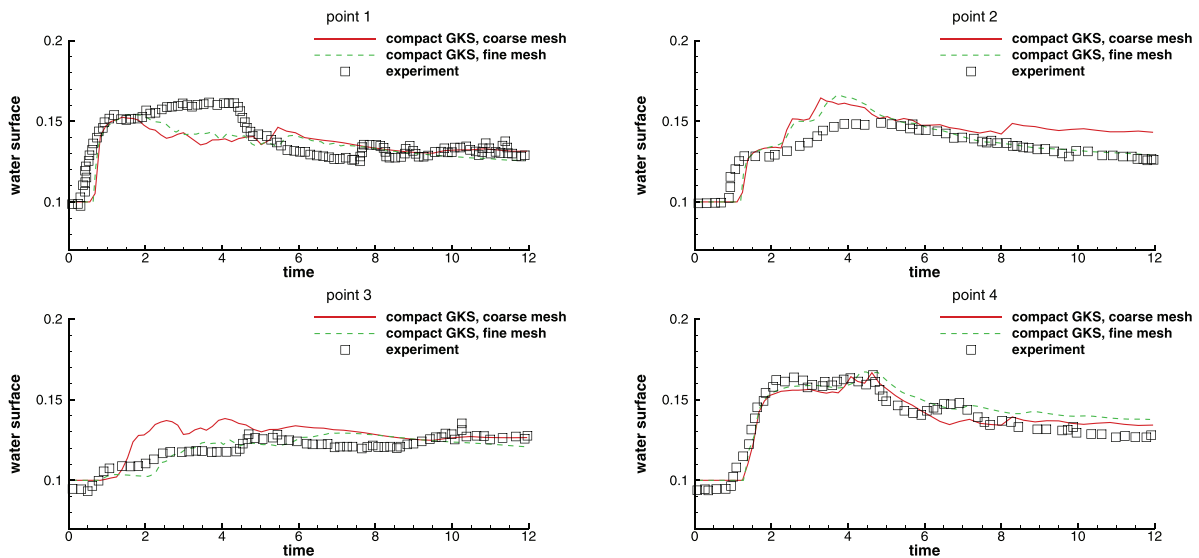 point 1
compact GKS, coarse mesh
compact GKS, fine mesh
experiment
0.2
0.15
0.1
water surface
0 2 4 6 8 10 12
time
point 2
compact GKS, coarse mesh
compact GKS, fine mesh
experiment
0.2
0.15
0.1
water surface
0 2 4 6 8 10 12
time
point 3
compact GKS, coarse mesh
compact GKS, fine mesh
experiment
0.2
0.15
0.1
water surface
0 2 4 6 8 10 12
time
point 4
compact GKS, coarse mesh
compact GKS, fine mesh
experiment
0.2
0.15
0.1
water surface
0 2 4 6 8 10 12
time